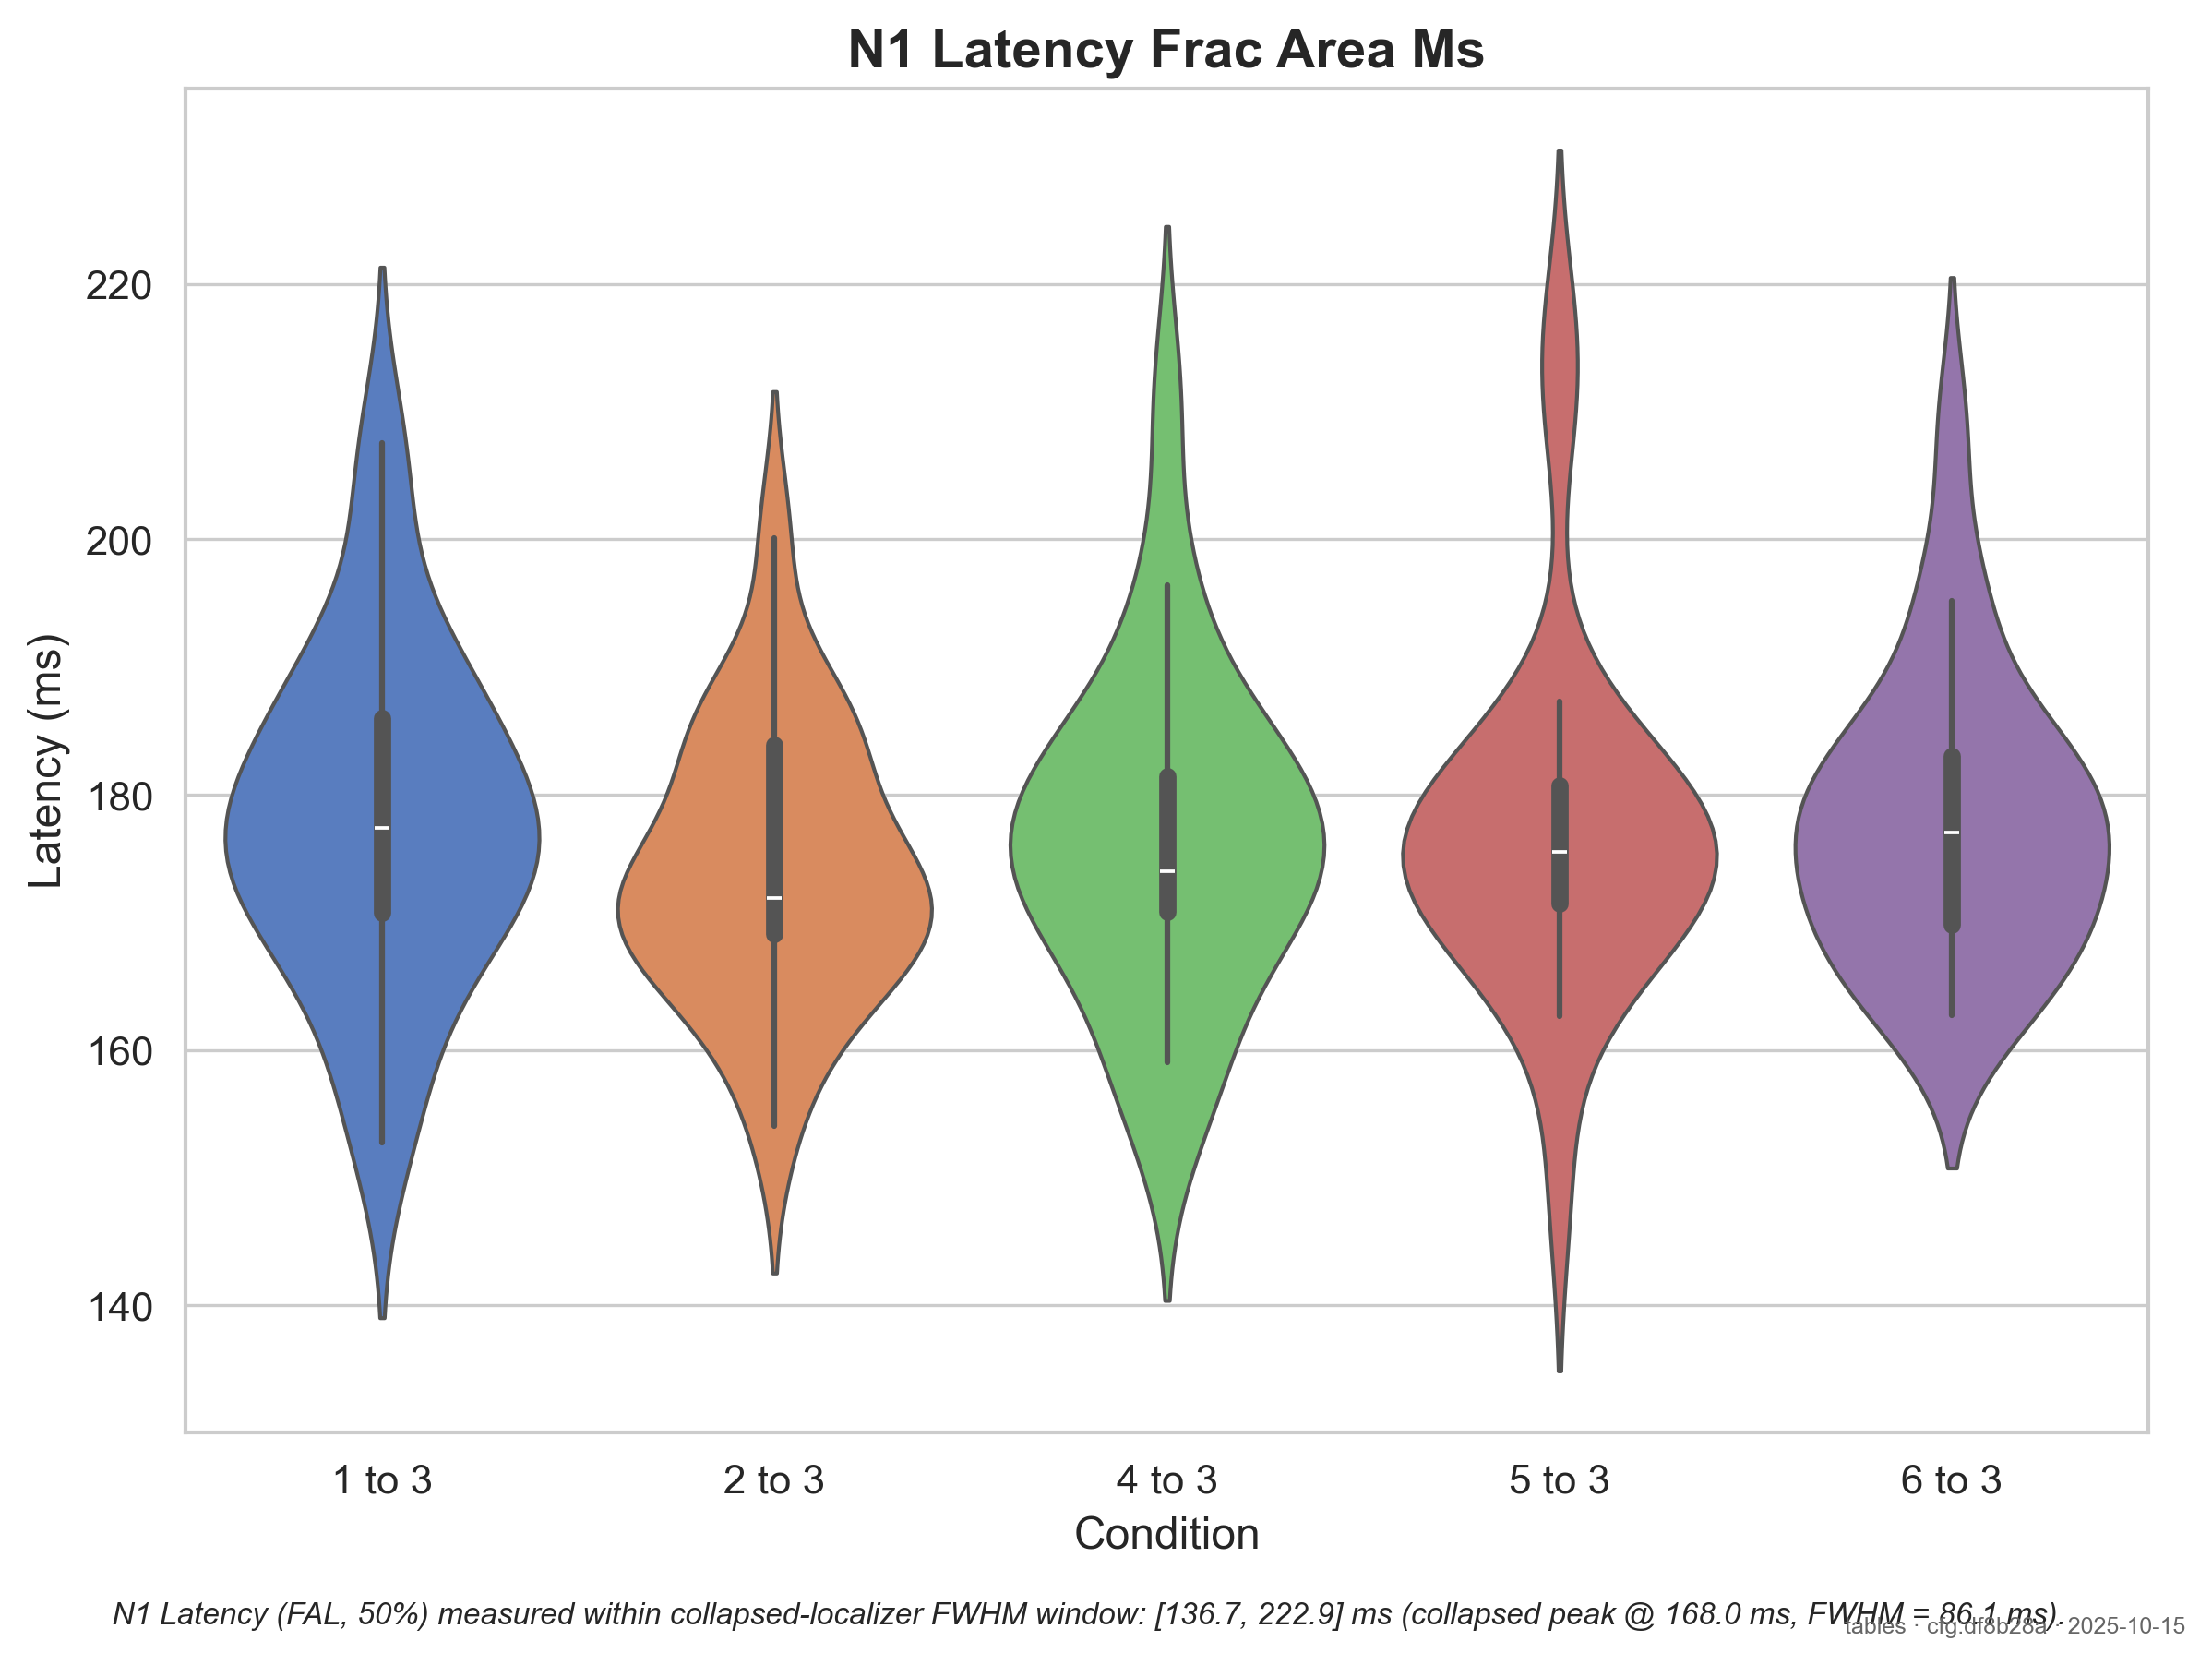 N1 Latency Frac Area Ms
Latency (ms)
220
200
180
160
140
1 to 3
2 to 3
4 to 3
5 to 3
6 to 3
Condition
N1 Latency (FAL, 50%) measured within collapsed-localizer FWHM window: [136.7, 222.9] ms (collapsed peak @ 168.0 ms, FWHM = 86.1 ms).
tables · cfg:df8b28a · 2025-10-15